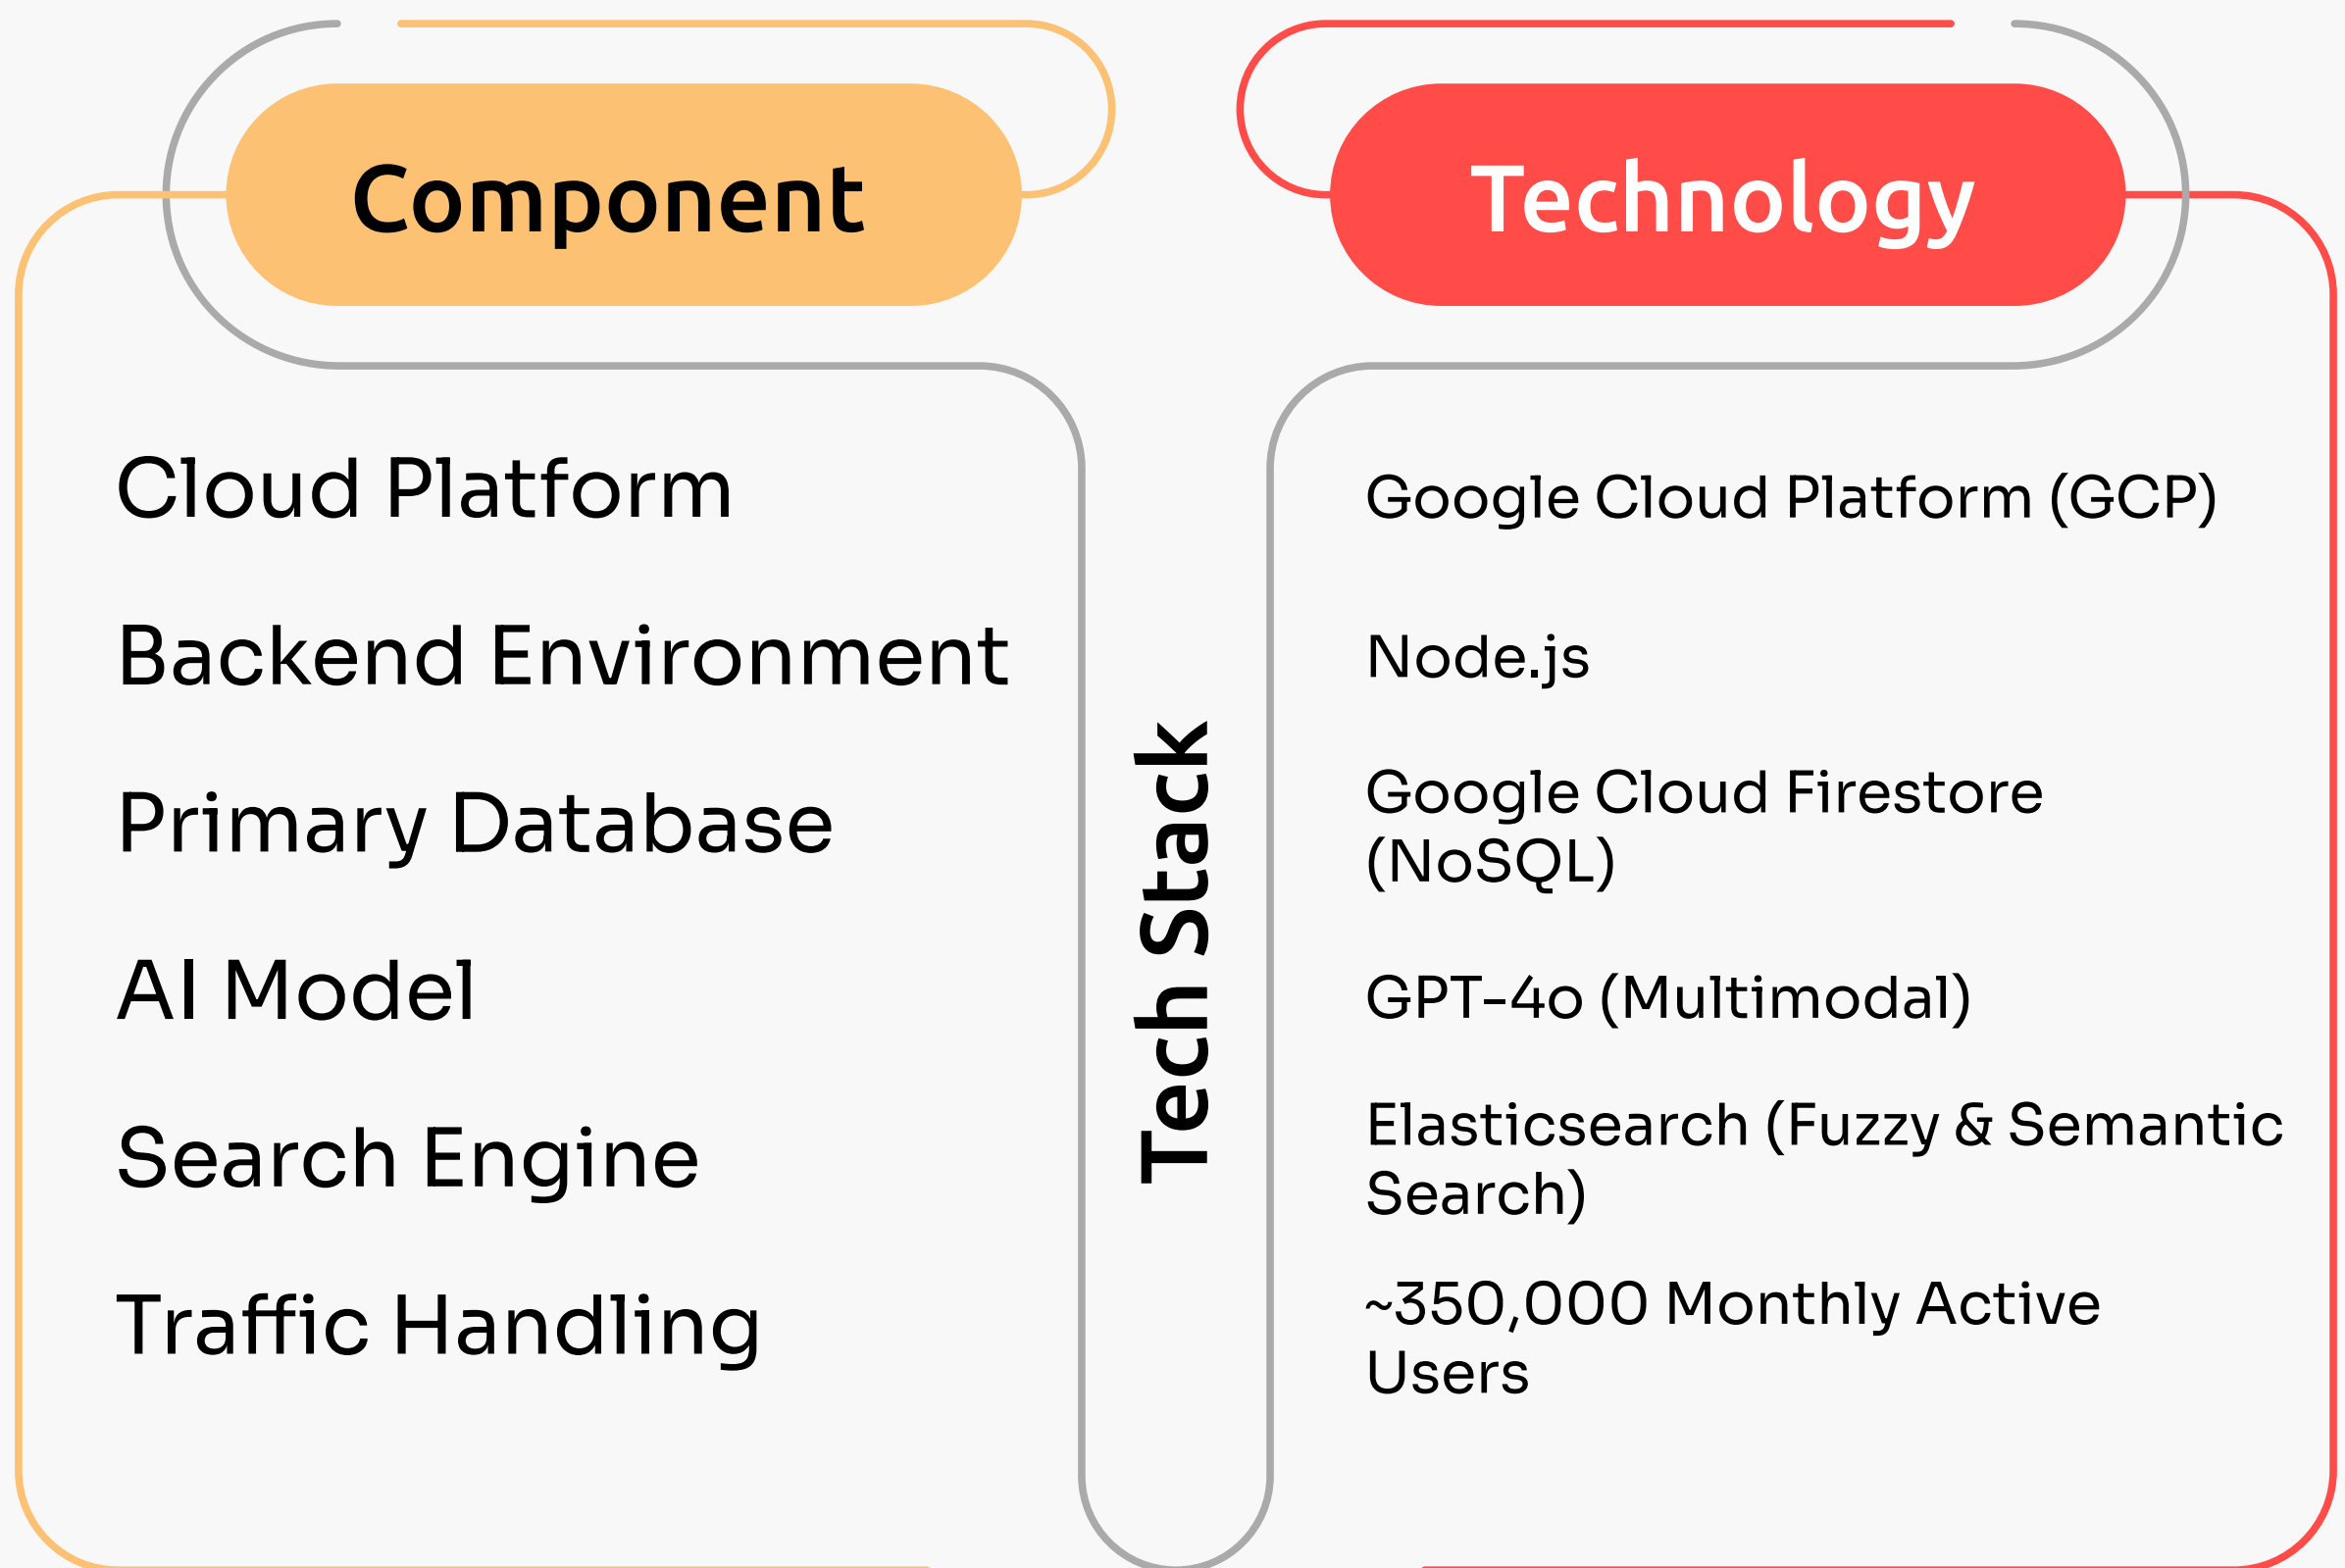 Component
Technology
Cloud Platform
Backend Environment
Primary Database
AI Model
Search Engine
Traffic Handling
Tech Stack
Google Cloud Platform (GCP)
Node.js
Google Cloud Firestore
(NoSQL)
GPT-4o (Multimodal)
Elasticsearch (Fuzzy & Semantic
Search)
~350,000 Monthly Active
Users